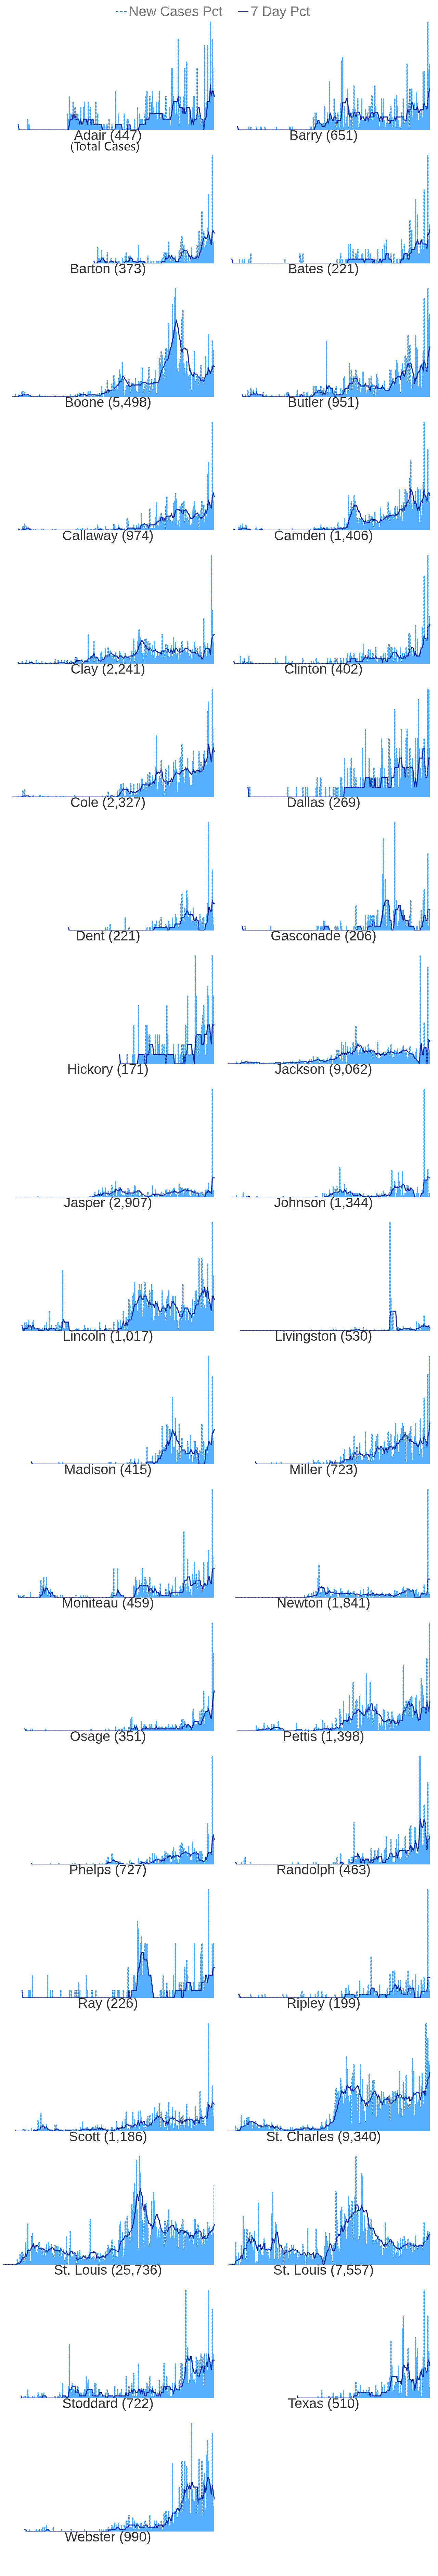 New Cases Pct 7 Day Pct
Adair (447) Barry (651)
(Total Cases)
Barton (373) Bates (221)
Boone (5,498) Butler (951)
Callaway (974) Camden (1,406)
Clay (2,241) Clinton (402)
Cole (2,327) Dallas (269)
Dent (221) Gasconade (206)
Hickory (171) Jackson (9,062)
Jasper (2,907) Johnson (1,344)
Lincoln (1,017) Livingston (530)
Madison (415) Miller (723)
Moniteau (459) Newton (1,841)
Osage (351) Pettis (1,398)
Phelps (727) Randolph (463)
Ray (226) Ripley (199)
Scott (1,186) St. Charles (9,340)
St. Louis (25,736) St. Louis (7,557)
Stoddard (722) Texas (510)
Webster (990)